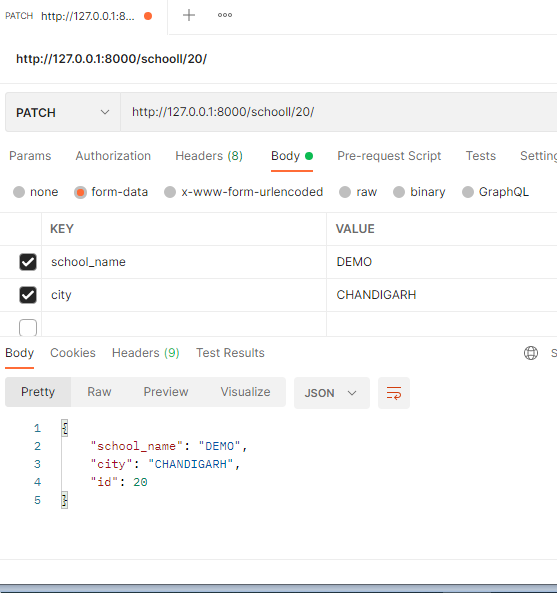 PATCH http://127.0.0.1:8...
http://127.0.0.1:8000/schooll/20/
PATCH http://127.0.0.1:8000/schooll/20/
Params Authorization Headers (8) Body Pre-request Script Tests Setting
none form-data x-www-form-urlencoded raw binary GraphQL
KEY VALUE
school_name DEMO
city CHANDIGARH
Body Cookies Headers (9) Test Results S
Pretty Raw Preview Visualize JSON
1 {
2 "school_name": "DEMO",
3 "city": "CHANDIGARH",
4 "id": 20
5 }